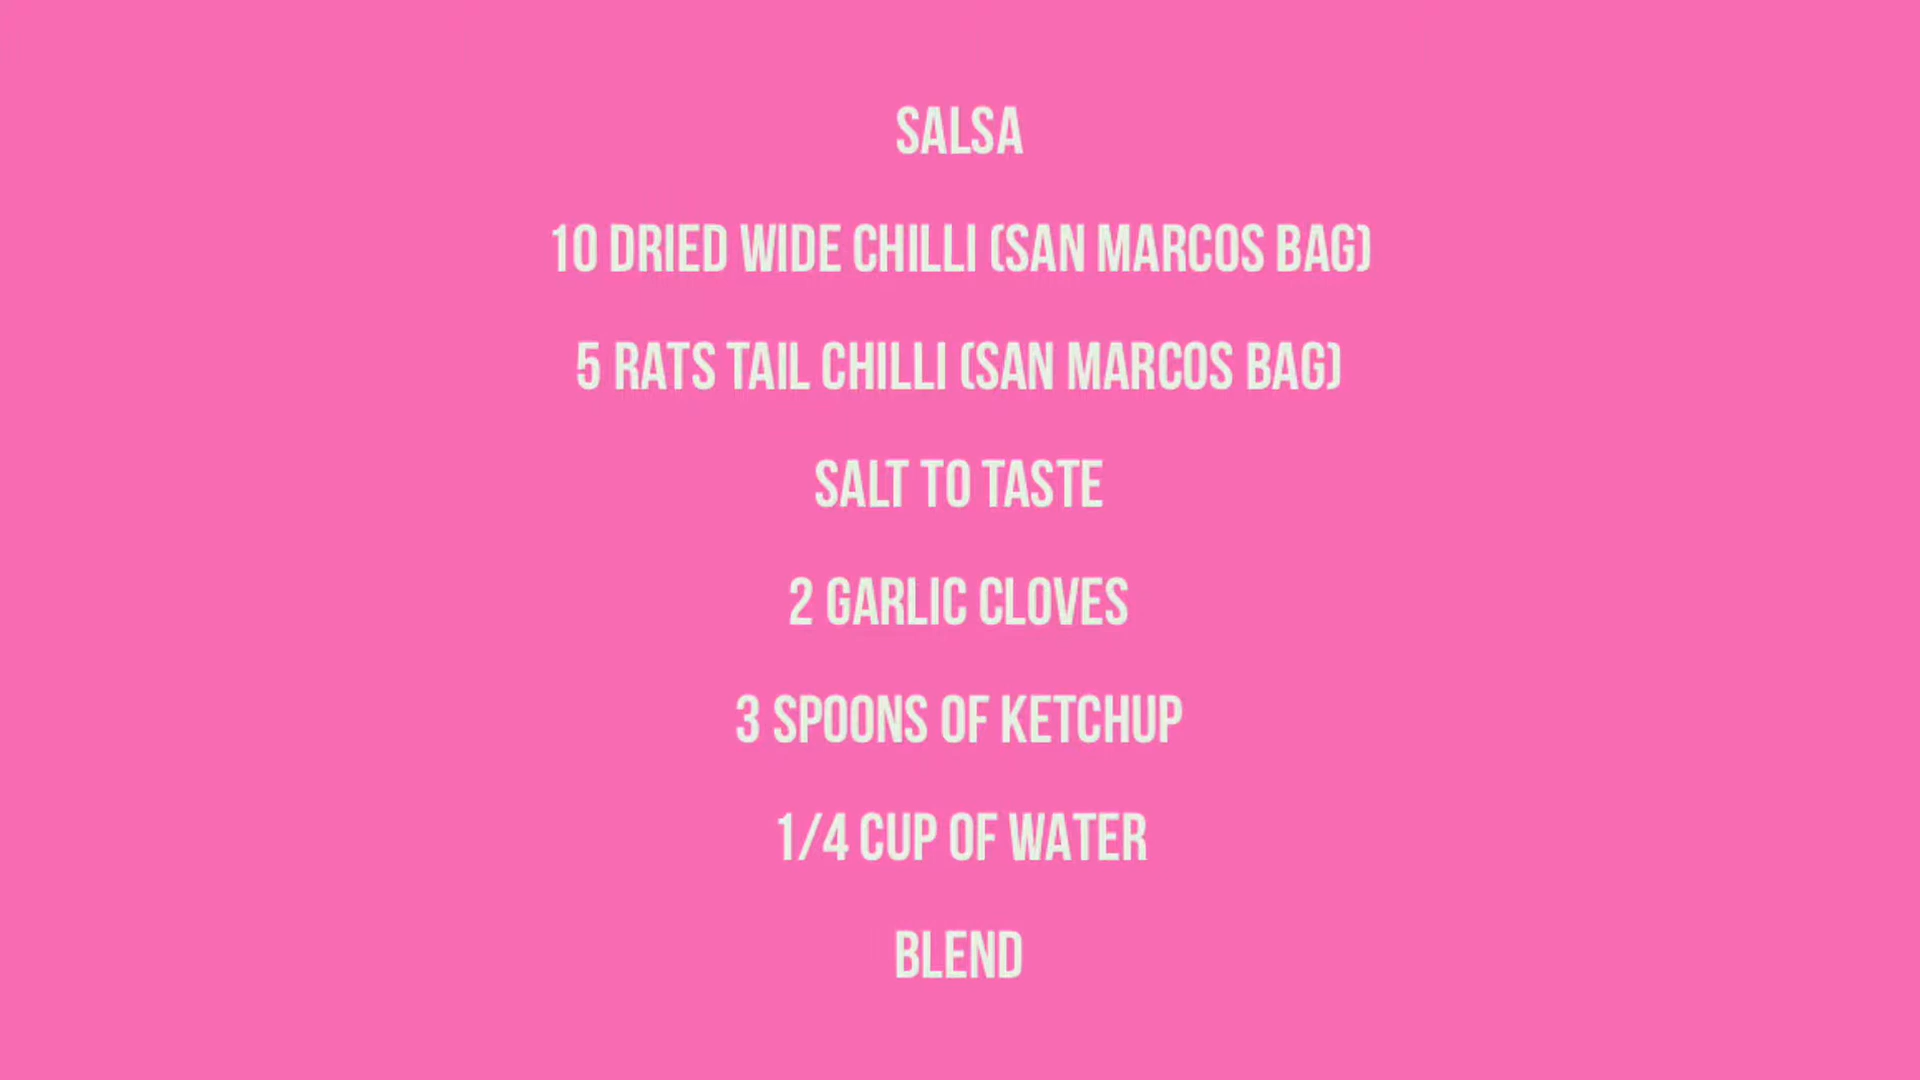 SALSA
10 DRIED WIDE CHILLI (SAN MARCOS BAG)
5 RATS TAIL CHILLI (SAN MARCOS BAG)
SALT TO TASTE
2 GARLIC CLOVES
3 SPOONS OF KETCHUP
1/4 CUP OF WATER
BLEND